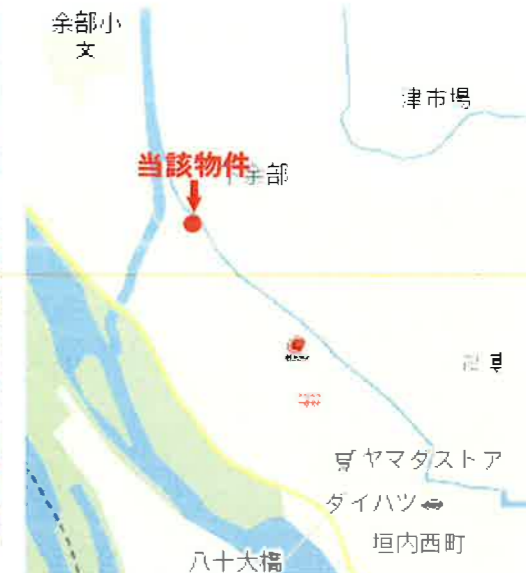 余部小
文
津市場
当該物件
余部
ヤマダストア
ダイハツ
垣内西町
八十大橋